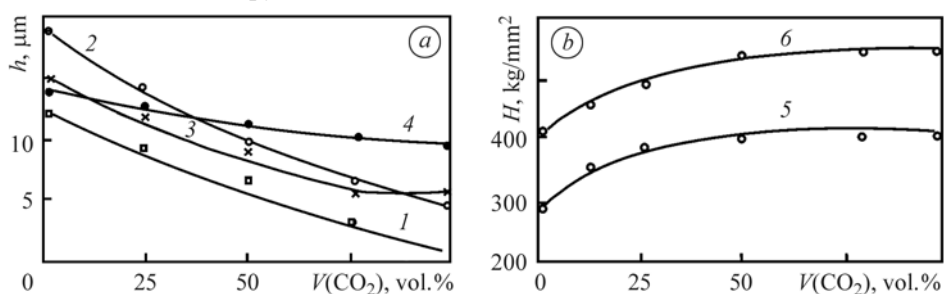 h, μm
10
5
0
25
50
V(CO₂), vol.%
1
2
3
4
a
H, kg/mm²
400
300
200
0
25
50
V(CO₂), vol.%
5
6
b